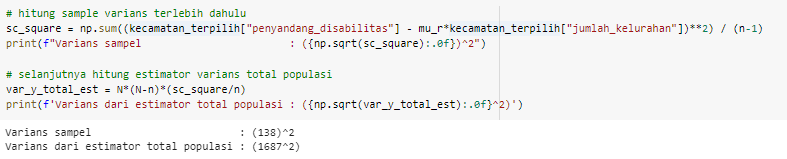 # hitung sample varians terlebih dahulu
sc_square = np.sum((kecamatan_terpilih["penyandang_disabilitas"] - mu_r*kecamatan_terpilih["jumlah_kelurahan"])**2) / (n-1)
print(f"Varians sampel                         : ({np.sqrt(sc_square):.0f})^2")
# selanjutnya hitung estimator varians total populasi
var_y_total_est = N*(N-n)*(sc_square/n)
print(f'Varians dari estimator total populasi : ({np.sqrt(var_y_total_est):.0f}^2)')
Varians sampel                         : (138)^2
Varians dari estimator total populasi : (1687^2)